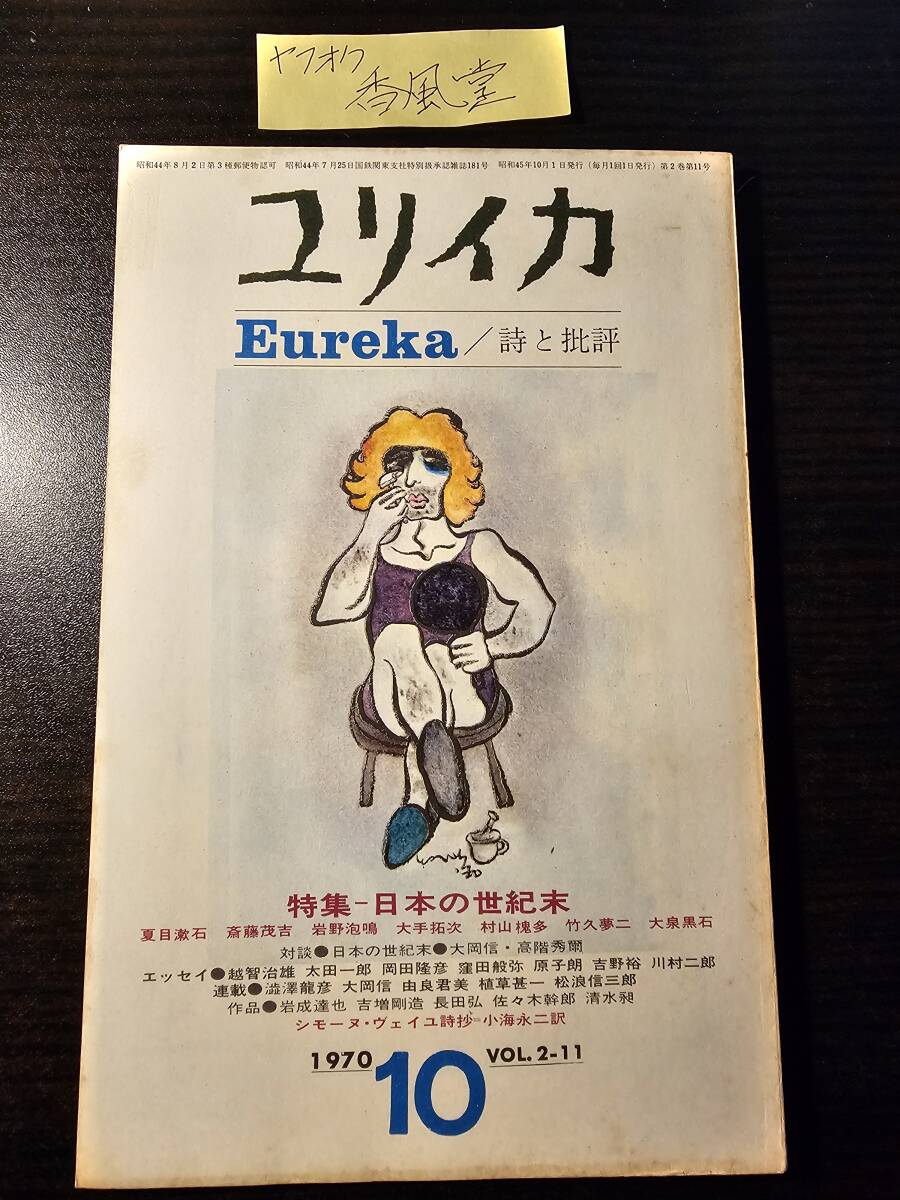 ヤフオク
香風堂
昭和44年8月2日第3種郵便物認可 昭和44年7月25日国鉄関東支社特別扱承認雑誌181号 昭和45年10月1日発行（毎月1回1日発行）第2巻第11号
ユリイカ
Eureka／詩と批評
特集－日本の世紀末
夏目漱石 斎藤茂吉 岩野泡鳴 大手拓次 村山槐多 竹久夢二 大泉黒石
対談●日本の世紀末●大岡信・高階秀爾
エッセイ●越智治雄 太田一郎 岡田隆彦 窪田般弥 原子朗 吉野裕 川村二郎
連載●澁澤龍彦 大岡信 由良君美 植草甚一 松浪信三郎
作品●岩成達也 吉増剛造 長田弘 佐々木幹郎 清水昶
シモーヌ・ヴェイユ詩抄＝小海永二訳
1970 10 VOL.2-11